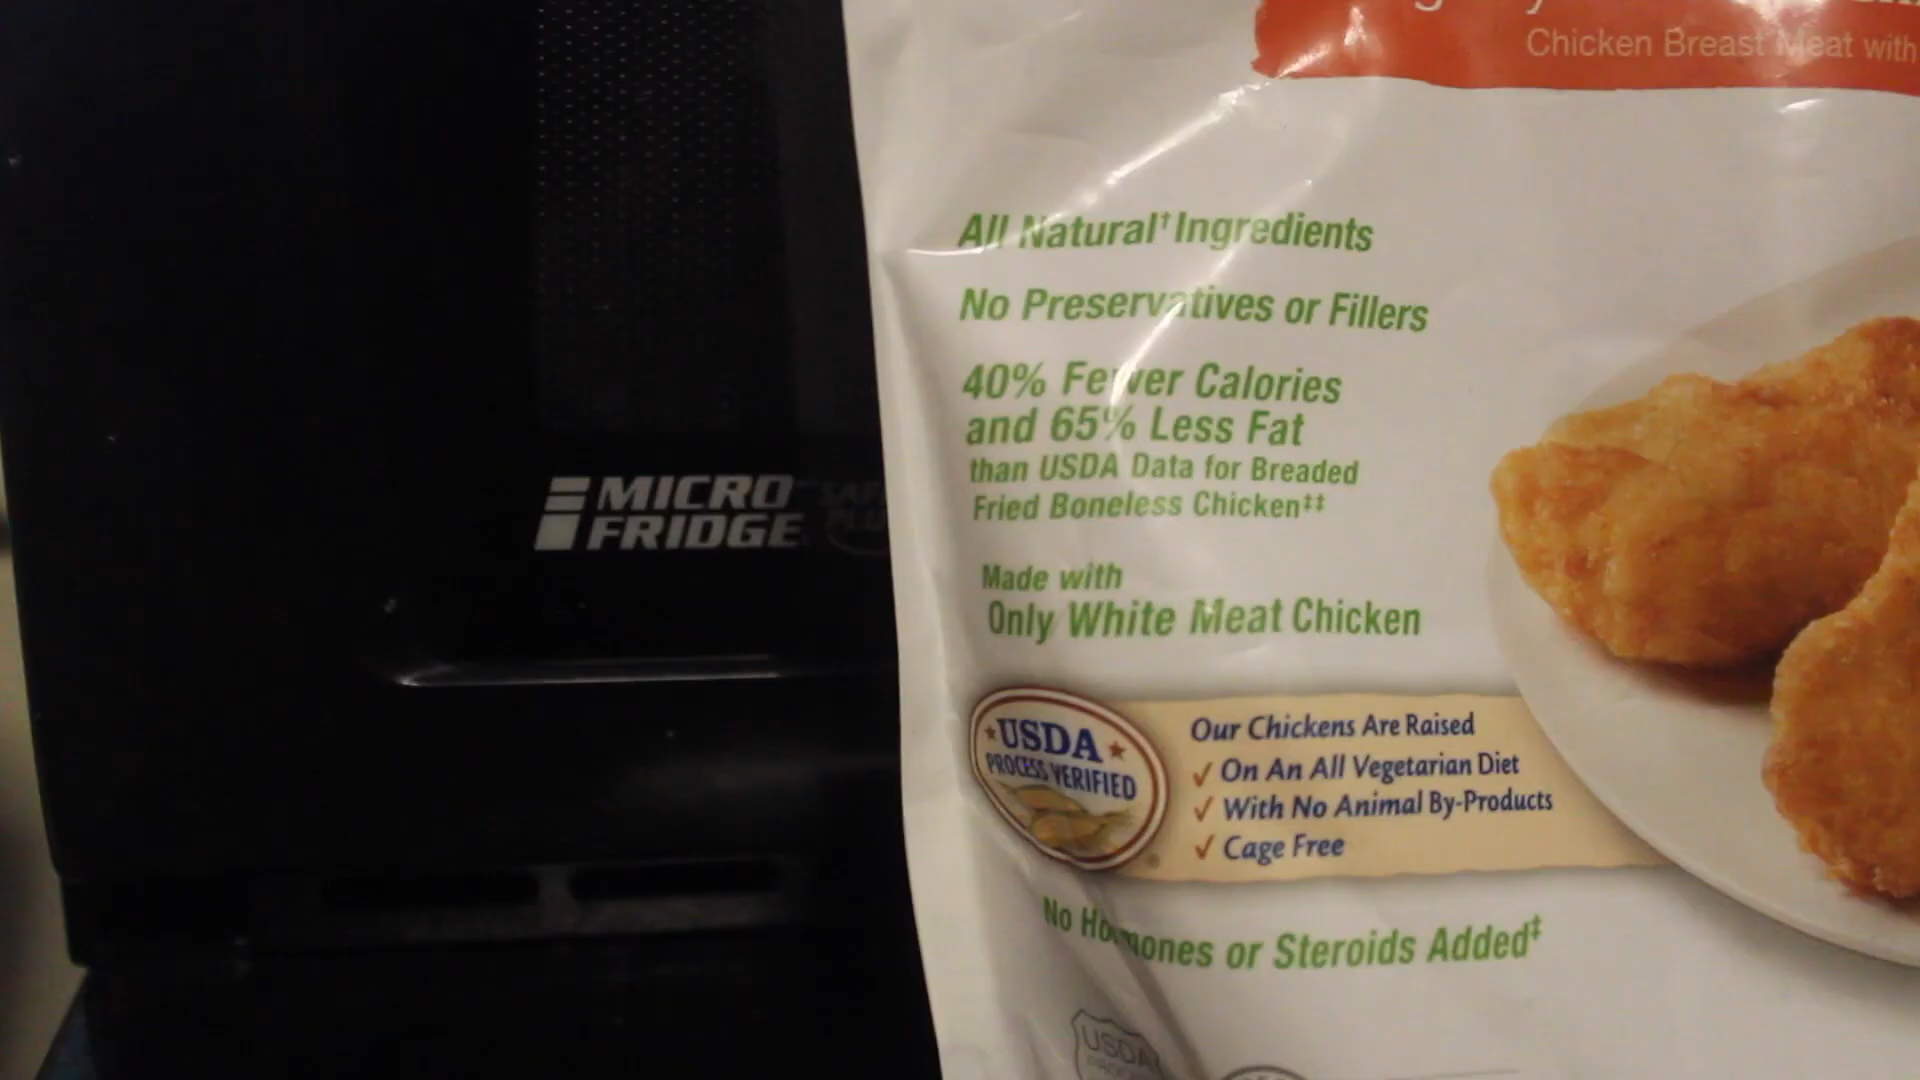 Chicken Breast Meat with
All Natural† Ingredients
No Preservatives or Fillers
40% Fewer Calories
and 65% Less Fat
than USDA Data for Breaded
Fried Boneless Chicken‡‡
Made with
Only White Meat Chicken
USDA
PROCESS VERIFIED
Our Chickens Are Raised
✓ On An All Vegetarian Diet
✓ With No Animal By-Products
✓ Cage Free
No Hormones or Steroids Added‡
USDA
MICRO
FRIDGE